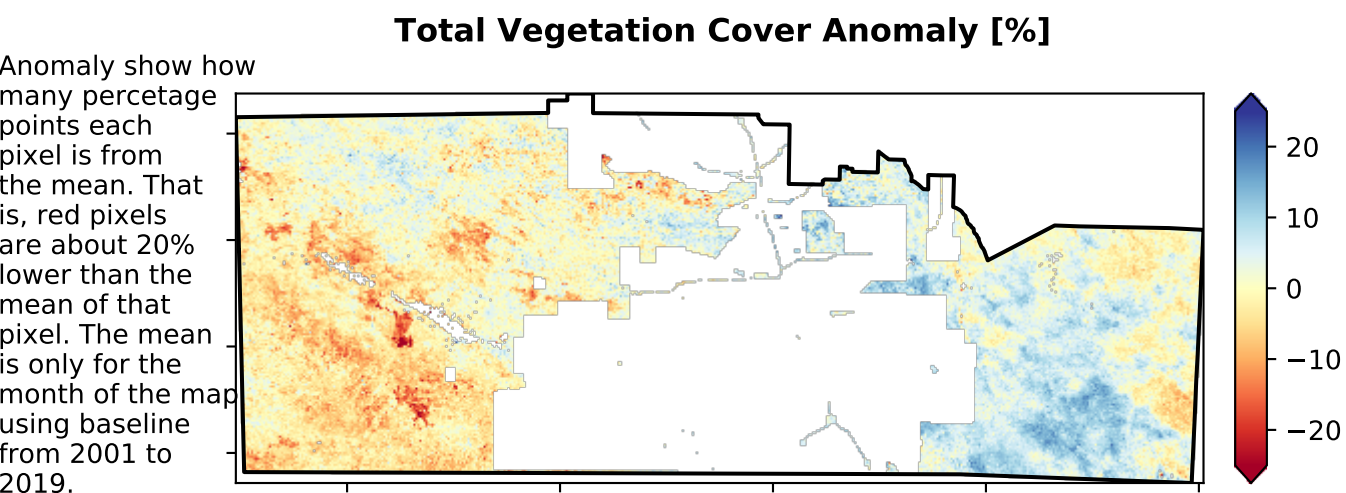 Total Vegetation Cover Anomaly [%]
Anomaly show how
many percetage
points each
pixel is from
the mean. That
is, red pixels
are about 20%
lower than the
mean of that
pixel. The mean
is only for the
month of the map
using baseline
from 2001 to
2019.
20
10
0
−10
−20